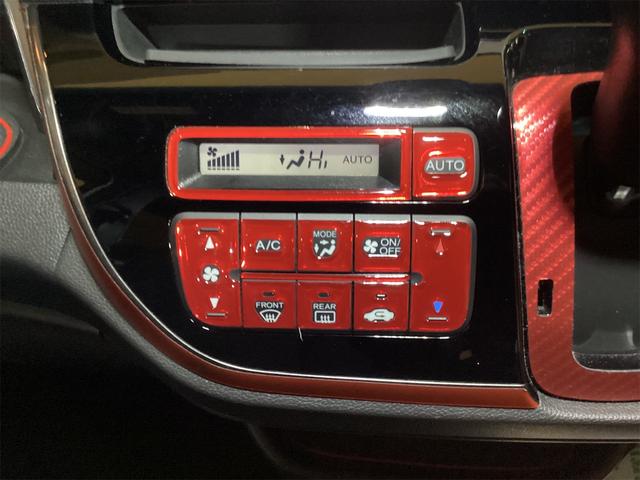 Hi AUTO
AUTO
A/C
MODE
ON/
OFF
FRONT
REAR